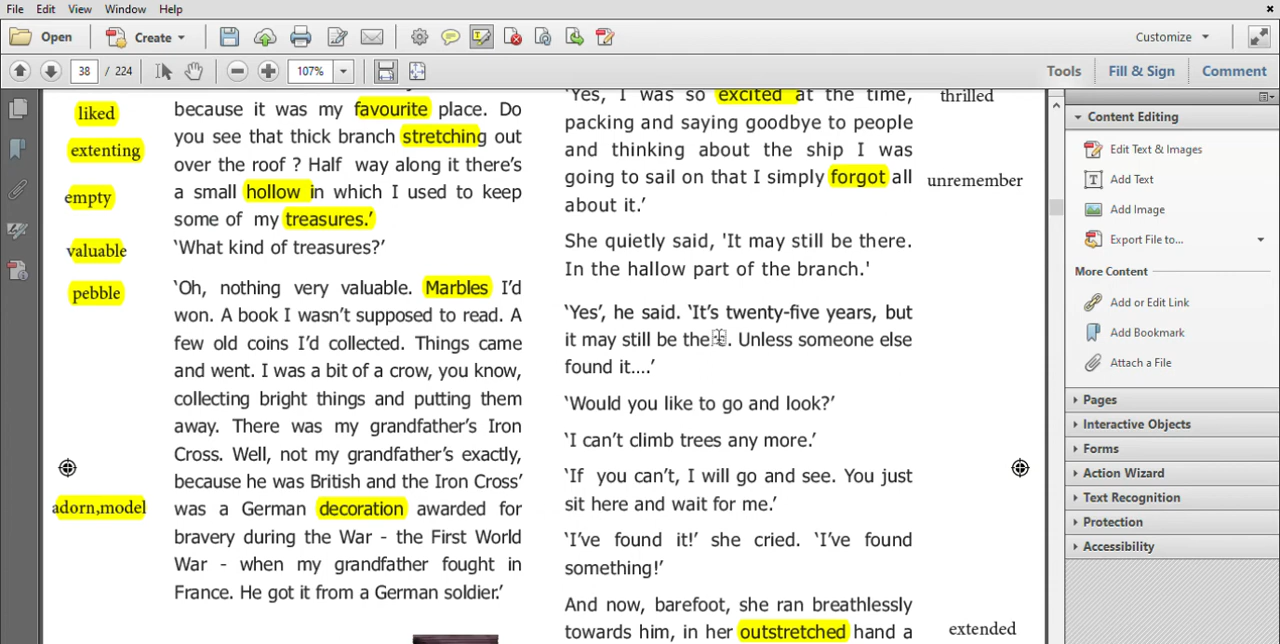 File Edit View Window Help
Open Create Customize
38 / 224 107% Tools Fill & Sign Comment
liked
extenting
empty
valuable
pebble
adorn,model
because it was my favourite place. Do
you see that thick branch stretching out
over the roof ? Half way along it there's
a small hollow in which I used to keep
some of my treasures.'
'What kind of treasures?'
'Oh, nothing very valuable. Marbles I'd
won. A book I wasn't supposed to read. A
few old coins I'd collected. Things came
and went. I was a bit of a crow, you know,
collecting bright things and putting them
away. There was my grandfather's Iron
Cross. Well, not my grandfather's exactly,
because he was British and the Iron Cross'
was a German decoration awarded for
bravery during the War - the First World
War - when my grandfather fought in
France. He got it from a German soldier.'
'Yes, I was so excited at the time,
packing and saying goodbye to people
and thinking about the ship I was
going to sail on that I simply forgot all
about it.'
She quietly said, 'It may still be there.
In the hallow part of the branch.'
'Yes', he said. 'It's twenty-five years, but
it may still be the . Unless someone else
found it....'
'Would you like to go and look?'
'I can't climb trees any more.'
'If you can't, I will go and see. You just
sit here and wait for me.'
'I've found it!' she cried. 'I've found
something!'
And now, barefoot, she ran breathlessly
towards him, in her outstretched hand a
thrilled
unremember
extended
Content Editing
Edit Text & Images
Add Text
Add Image
Export File to...
More Content
Add or Edit Link
Add Bookmark
Attach a File
Pages
Interactive Objects
Forms
Action Wizard
Text Recognition
Protection
Accessibility